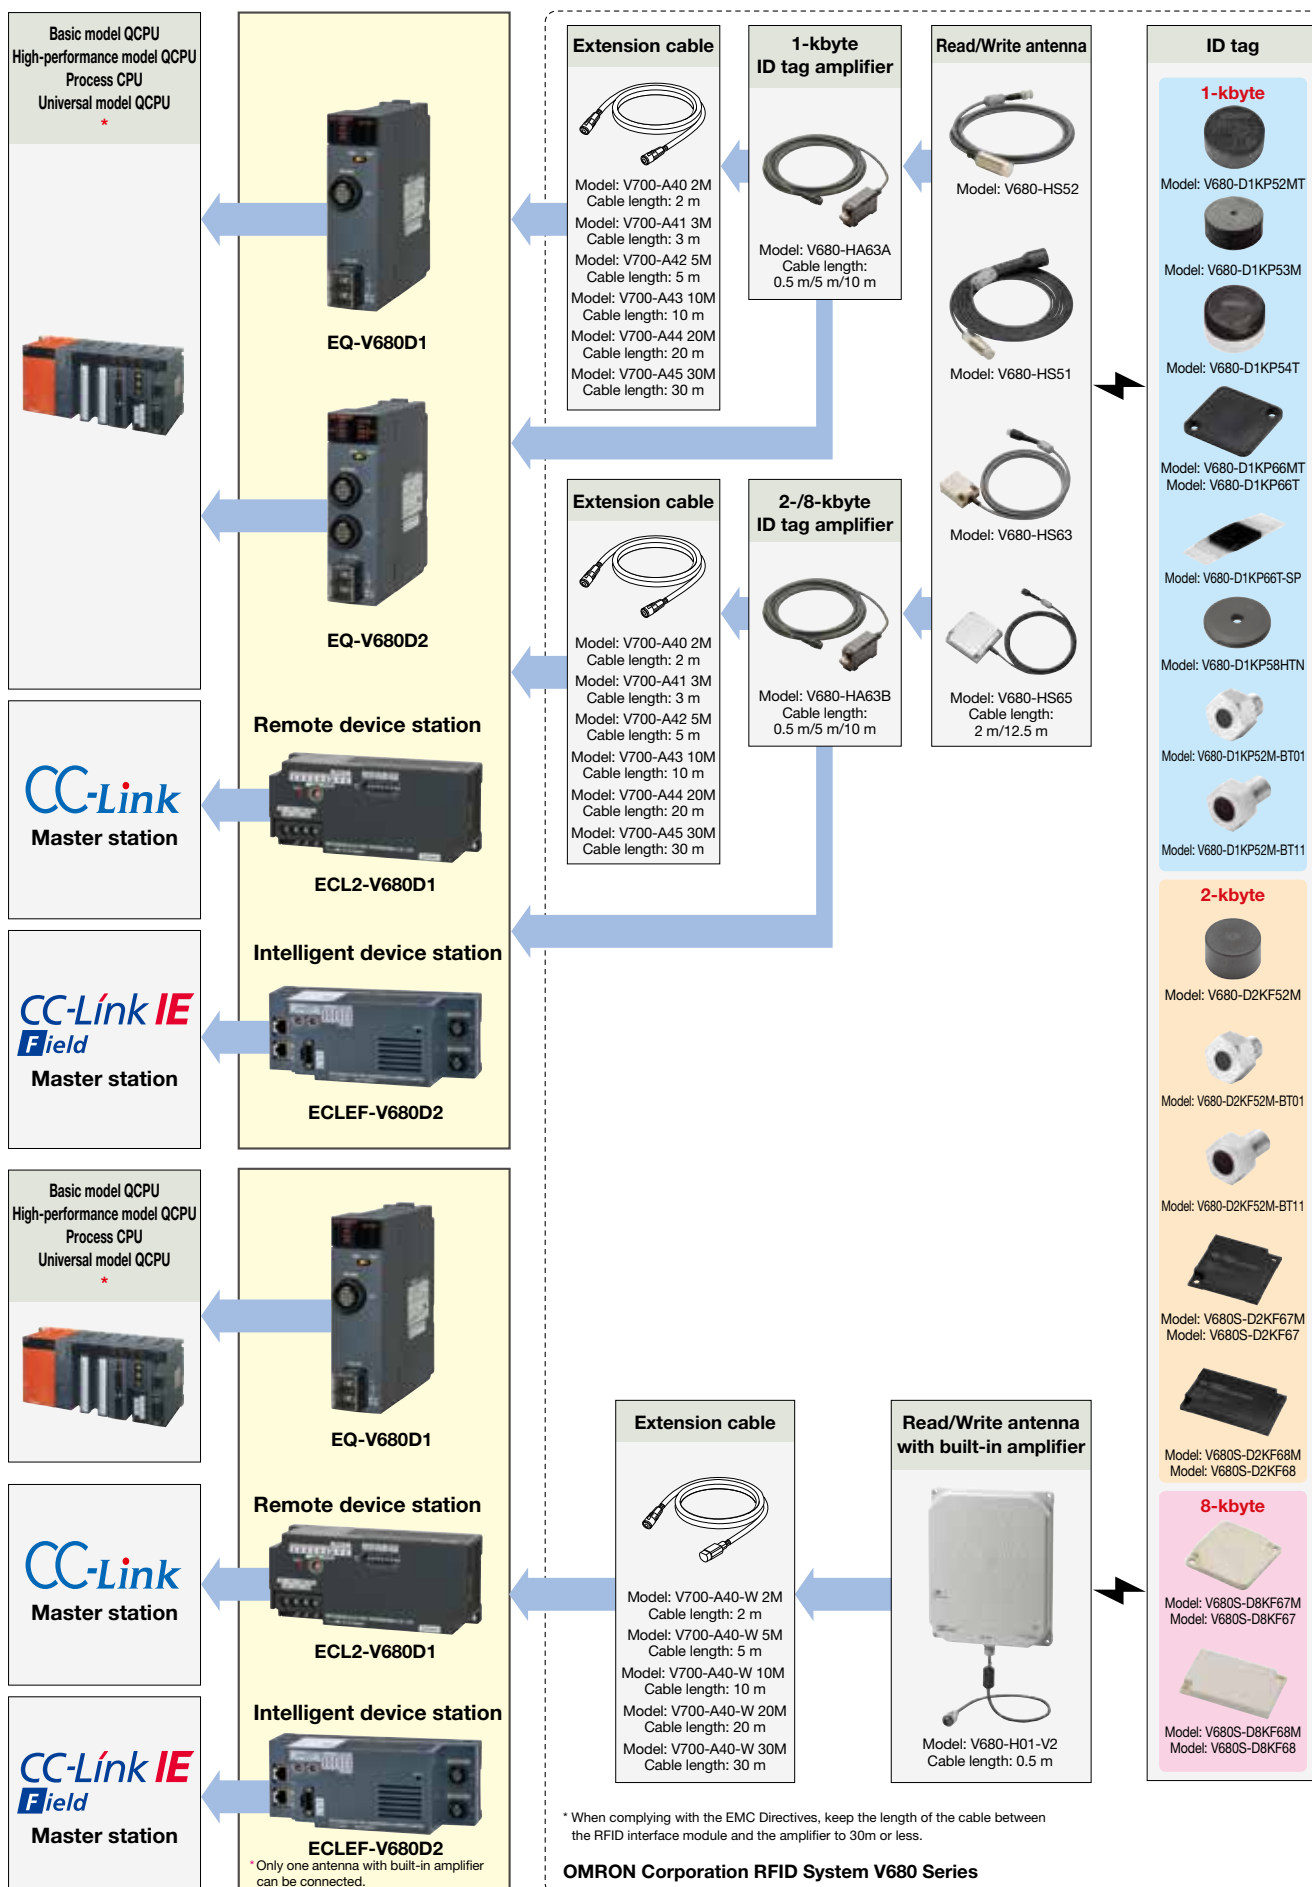 Basic model QCPU
High-performance model QCPU
Process CPU
Universal model QCPU
*
EQ-V680D1
EQ-V680D2
Extension cable
Model: V700-A40 2M
Cable length: 2 m
Model: V700-A41 3M
Cable length: 3 m
Model: V700-A42 5M
Cable length: 5 m
Model: V700-A43 10M
Cable length: 10 m
Model: V700-A44 20M
Cable length: 20 m
Model: V700-A45 30M
Cable length: 30 m
1-kbyte
ID tag amplifier
Model: V680-HA63A
Cable length:
0.5 m/5 m/10 m
Extension cable
Model: V700-A40 2M
Cable length: 2 m
Model: V700-A41 3M
Cable length: 3 m
Model: V700-A42 5M
Cable length: 5 m
Model: V700-A43 10M
Cable length: 10 m
Model: V700-A44 20M
Cable length: 20 m
Model: V700-A45 30M
Cable length: 30 m
2-/8-kbyte
ID tag amplifier
Model: V680-HA63B
Cable length:
0.5 m/5 m/10 m
Read/Write antenna
Model: V680-HS52
Model: V680-HS51
Model: V680-HS63
Model: V680-HS65
Cable length:
2 m/12.5 m
ID tag
1-kbyte
Model: V680-D1KP52MT
Model: V680-D1KP53M
Model: V680-D1KP54T
Model: V680-D1KP66MT
Model: V680-D1KP66T
Model: V680-D1KP66T-SP
Model: V680-D1KP58HTN
Model: V680-D1KP52M-BT01
Model: V680-D1KP52M-BT11
2-kbyte
Model: V680-D2KF52M
Model: V680-D2KF52M-BT01
Model: V680-D2KF52M-BT11
Model: V680S-D2KF67M
Model: V680S-D2KF67
Model: V680S-D2KF68M
Model: V680S-D2KF68
8-kbyte
Model: V680S-D8KF67M
Model: V680S-D8KF67
Model: V680S-D8KF68M
Model: V680S-D8KF68
CC-Link
Master station
Remote device station
ECL2-V680D1
CC-Link IE
Field
Master station
Intelligent device station
ECLEF-V680D2
Basic model QCPU
High-performance model QCPU
Process CPU
Universal model QCPU
*
EQ-V680D1
CC-Link
Master station
Remote device station
ECL2-V680D1
CC-Link IE
Field
Master station
Intelligent device station
ECLEF-V680D2
* Only one antenna with built-in amplifier
can be connected.
Extension cable
Model: V700-A40-W 2M
Cable length: 2 m
Model: V700-A40-W 5M
Cable length: 5 m
Model: V700-A40-W 10M
Cable length: 10 m
Model: V700-A40-W 20M
Cable length: 20 m
Model: V700-A40-W 30M
Cable length: 30 m
Read/Write antenna
with built-in amplifier
Model: V680-H01-V2
Cable length: 0.5 m
* When complying with the EMC Directives, keep the length of the cable between
the RFID interface module and the amplifier to 30m or less.
OMRON Corporation RFID System V680 Series